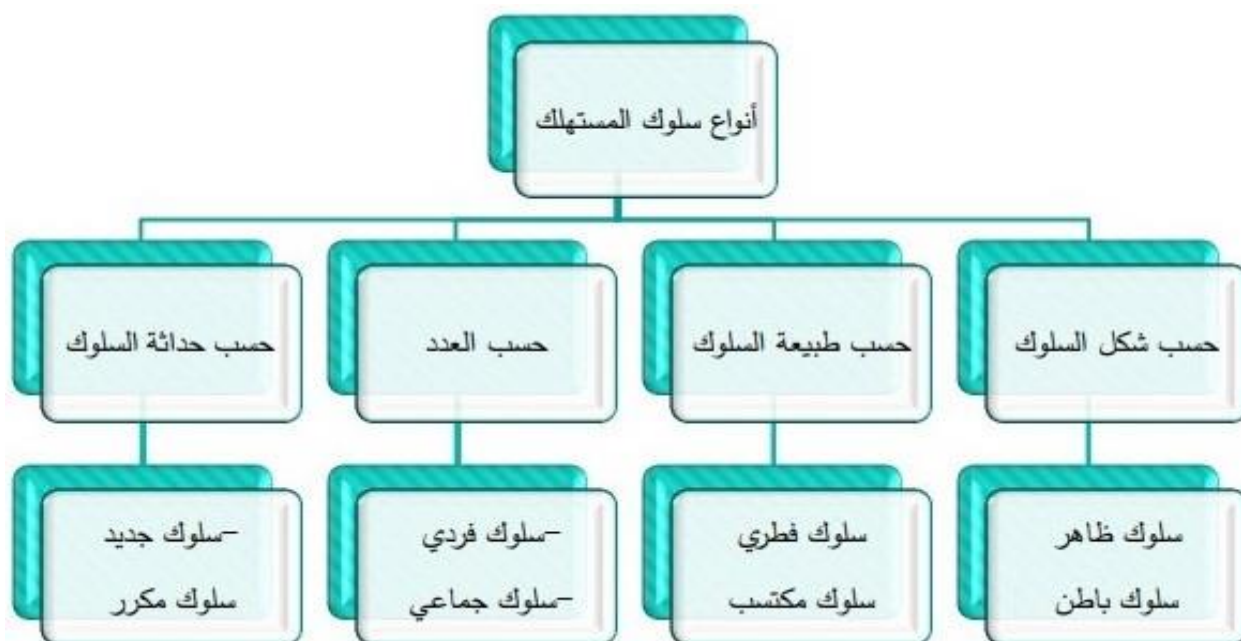 أنواع سلوك المستهلك
حسب شكل السلوك
حسب طبيعة السلوك
حسب العدد
حسب حداثة السلوك
سلوك ظاهر
سلوك باطن
سلوك فطري
سلوك مكتسب
–سلوك فردي
–سلوك جماعي
–سلوك جديد
سلوك مكرر